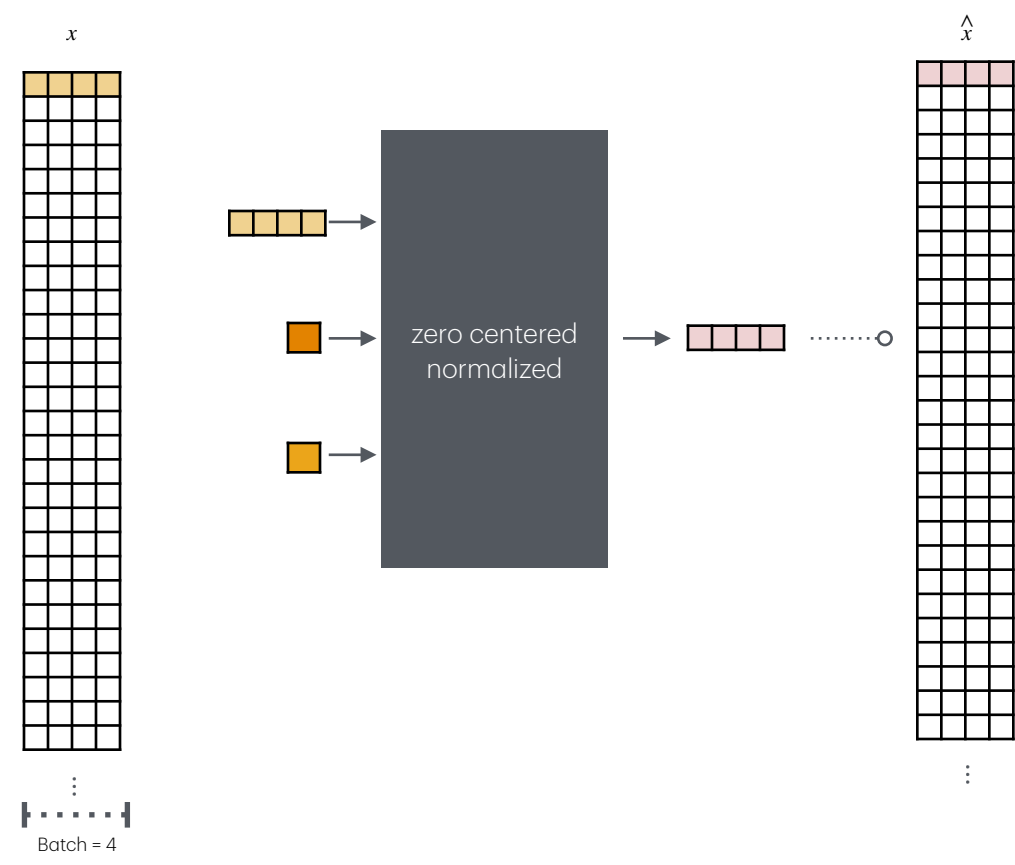 x
x̂
zero centered
normalized
⋮
⋮
Batch = 4